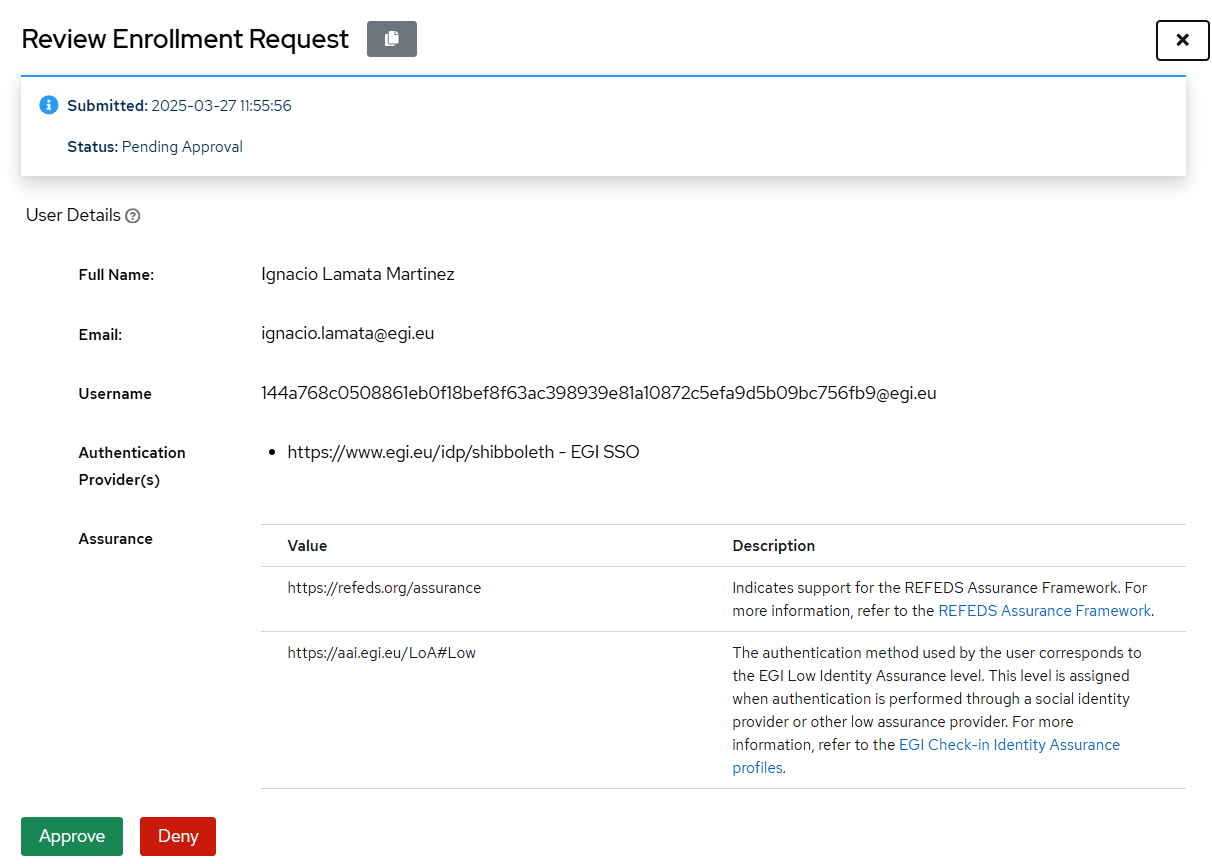 Review Enrollment Request
Submitted: 2025-03-27 11:55:56
Status: Pending Approval
User Details
Full Name: Ignacio Lamata Martinez
Email: ignacio.lamata@egi.eu
Username 144a768c0508861eb0f18bef8f63ac398939e81a10872c5efa9d5b09bc756fb9@egi.eu
Authentication
Provider(s)
https://www.egi.eu/idp/shibboleth - EGI SSO
Assurance
Value Description
https://refeds.org/assurance
Indicates support for the REFEDS Assurance Framework. For
more information, refer to the REFEDS Assurance Framework.
https://aai.egi.eu/LoA#Low
The authentication method used by the user corresponds to
the EGI Low Identity Assurance level. This level is assigned
when authentication is performed through a social identity
provider or other low assurance provider. For more
information, refer to the EGI Check-in Identity Assurance
profiles.
Approve Deny